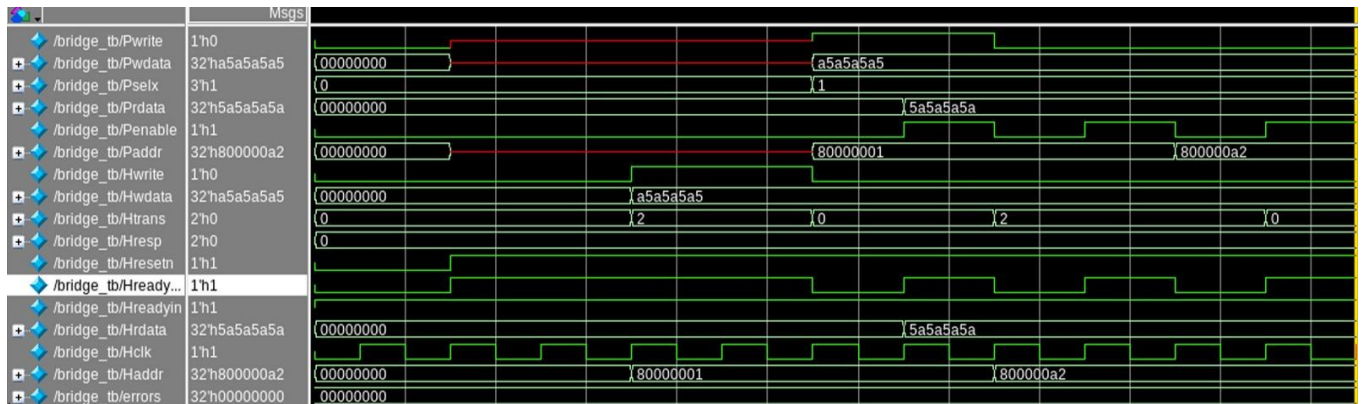 Msgs
/bridge_tb/Pwrite 1'h0
/bridge_tb/Pwdata 32'ha5a5a5a5 00000000 a5a5a5a5
/bridge_tb/Pselx 3'h1 0 1
/bridge_tb/Prdata 32'h5a5a5a5a 00000000 5a5a5a5a
/bridge_tb/Penable 1'h1
/bridge_tb/Paddr 32'h800000a2 00000000 80000001 800000a2
/bridge_tb/Hwrite 1'h0
/bridge_tb/Hwdata 32'ha5a5a5a5 00000000 a5a5a5a5
/bridge_tb/Htrans 2'h0 0 2 0 2 0
/bridge_tb/Hresp 2'h0 0
/bridge_tb/Hresetn 1'h1
/bridge_tb/Hready... 1'h1
/bridge_tb/Hreadyin 1'h1
/bridge_tb/Hrdata 32'h5a5a5a5a 00000000 5a5a5a5a
/bridge_tb/Hclk 1'h1
/bridge_tb/Haddr 32'h800000a2 00000000 80000001 800000a2
/bridge_tb/errors 32'h00000000 00000000